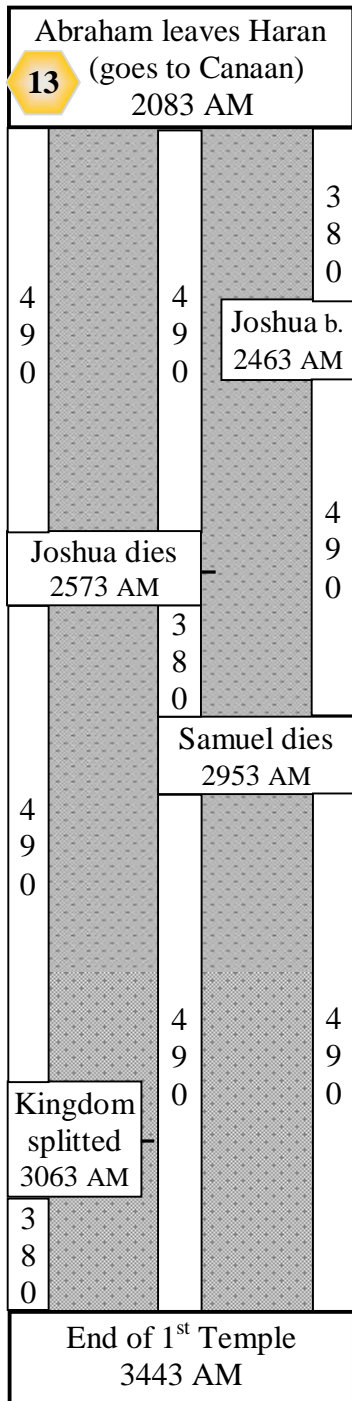 Abraham leaves Haran
13
(goes to Canaan)
2083 AM
3
8
0
4
9
0
4
9
0
Joshua b.
2463 AM
4
9
0
Joshua dies
2573 AM
3
8
0
Samuel dies
2953 AM
4
9
0
4
9
0
4
9
0
Kingdom
splitted
3063 AM
3
8
0
End of 1st Temple
3443 AM